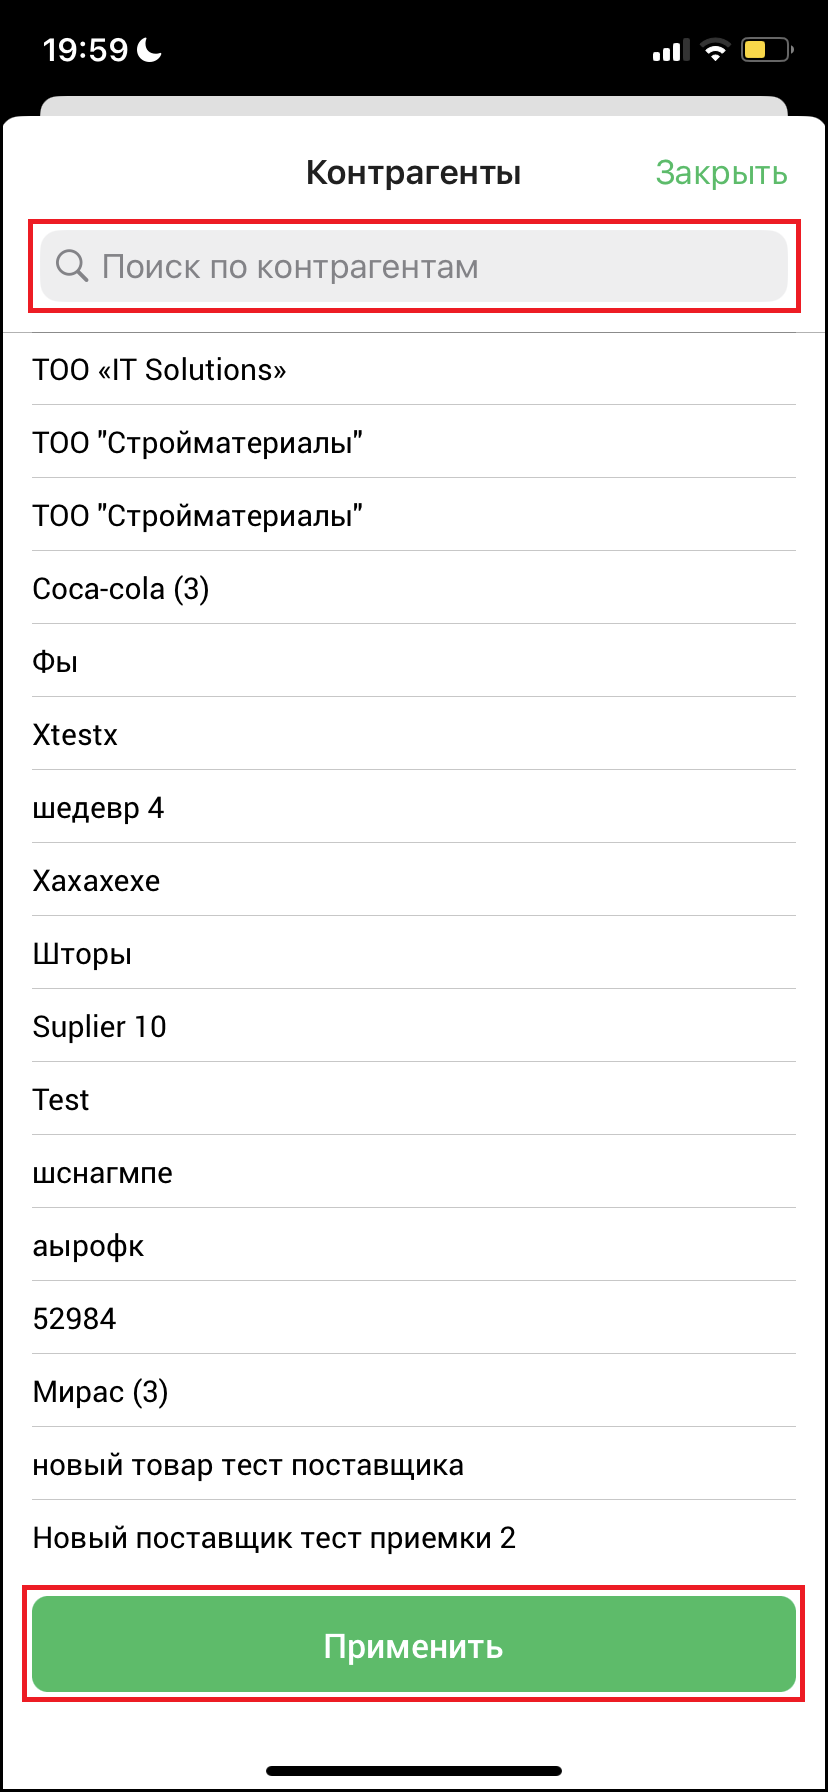 19:59
Контрагенты
Закрыть
Поиск по контрагентам
ТОО «IT Solutions»
ТОО "Стройматериалы"
ТОО "Стройматериалы"
Coca-cola (3)
Фы
Xtestx
шедевр 4
Хахахехе
Шторы
Suplier 10
Test
шснагмпе
аырофк
52984
Мирас (3)
новый товар тест поставщика
Новый поставщик тест приемки 2
Применить